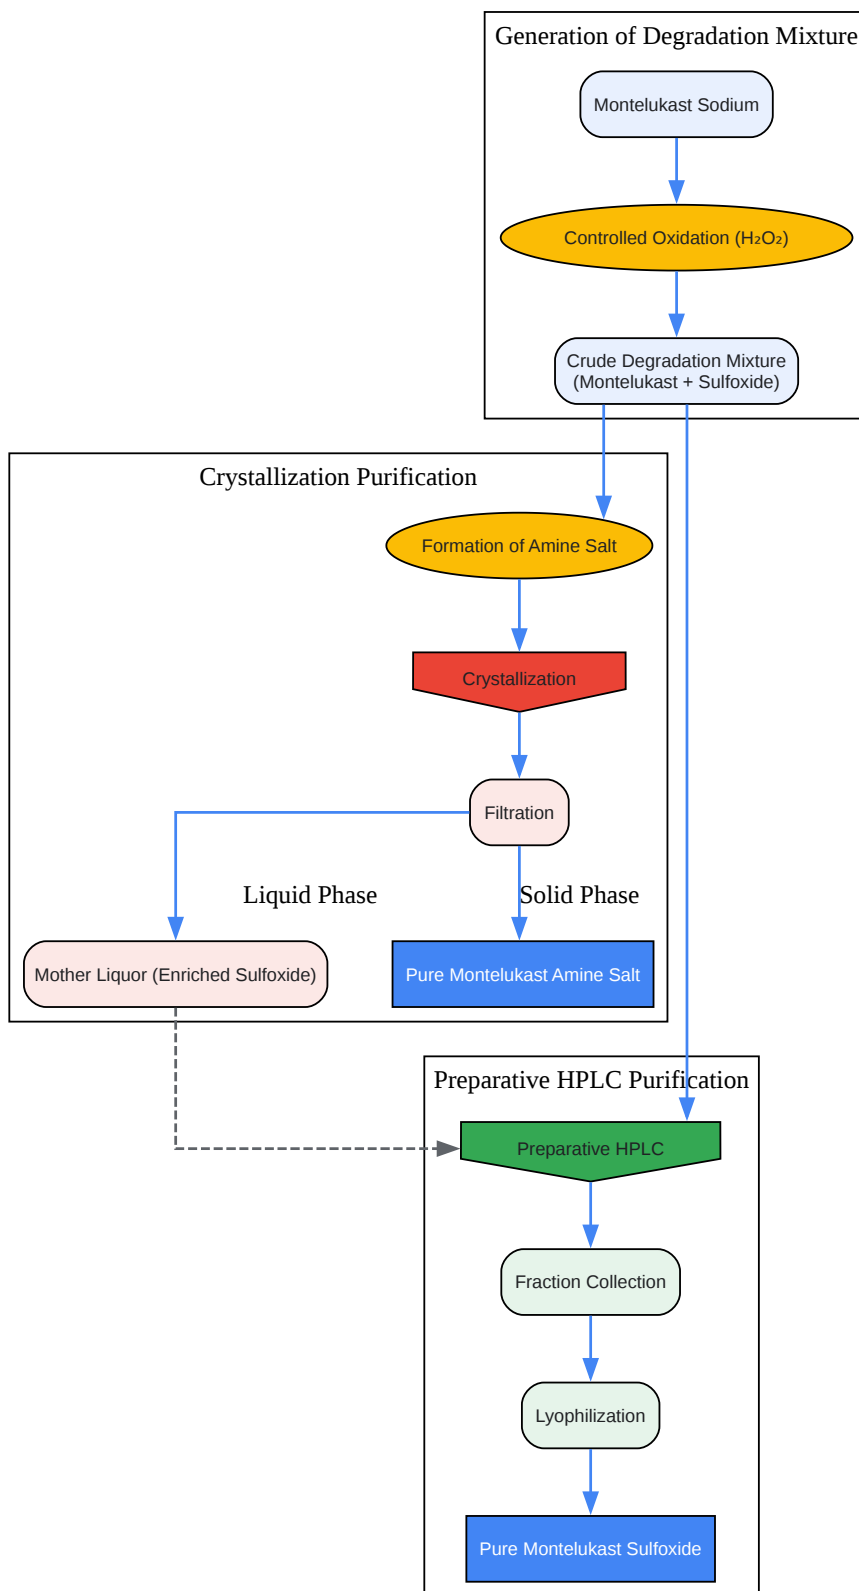 Generation of Degradation Mixture
Montelukast Sodium
Controlled Oxidation (H₂O₂)
Crude Degradation Mixture
(Montelukast + Sulfoxide)
Crystallization Purification
Formation of Amine Salt
Crystallization
Filtration
Liquid Phase
Solid Phase
Mother Liquor (Enriched Sulfoxide)
Pure Montelukast Amine Salt
Preparative HPLC Purification
Preparative HPLC
Fraction Collection
Lyophilization
Pure Montelukast Sulfoxide